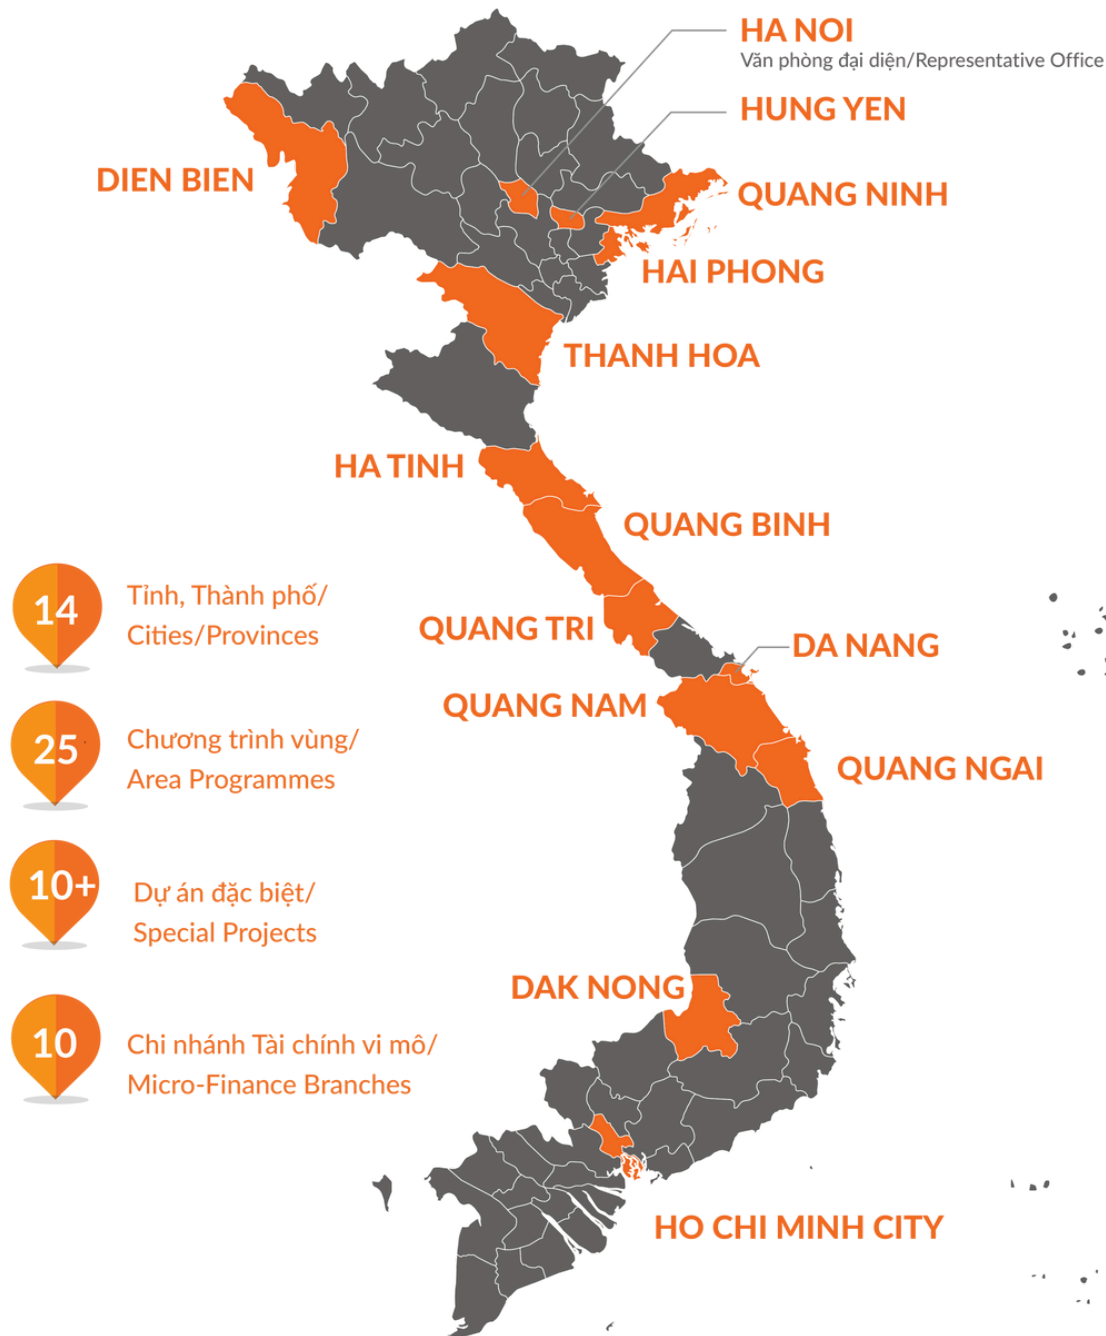 HA NOI
Văn phòng đại diện/Representative Office
HUNG YEN
DIEN BIEN
QUANG NINH
HAI PHONG
THANH HOA
HA TINH
QUANG BINH
14
Tỉnh, Thành phố/
Cities/Provinces
QUANG TRI
DA NANG
QUANG NAM
25
Chương trình vùng/
Area Programmes
QUANG NGAI
10+
Dự án đặc biệt/
Special Projects
DAK NONG
10
Chi nhánh Tài chính vi mô/
Micro-Finance Branches
HO CHI MINH CITY